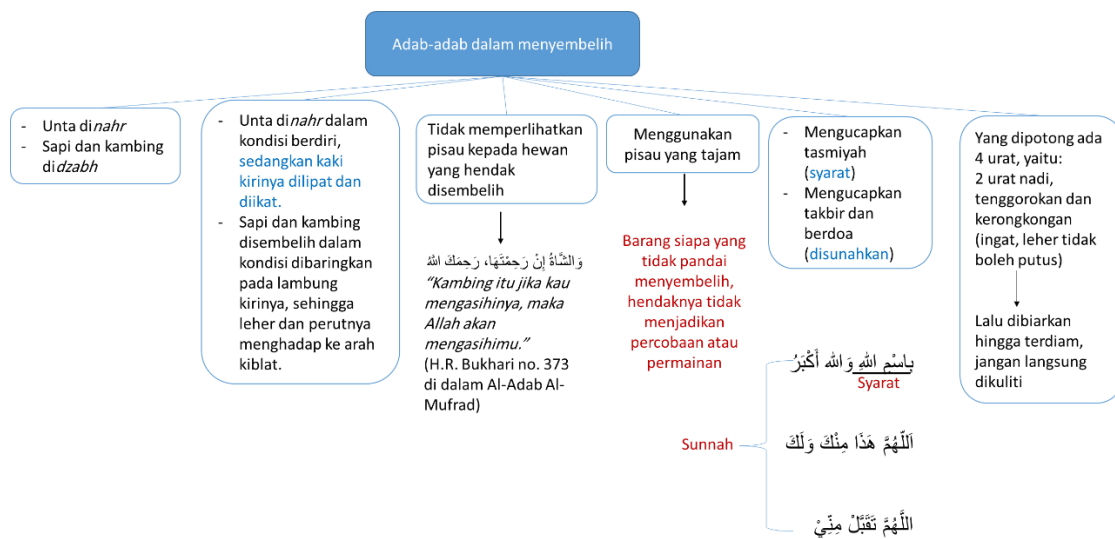 Adab-adab dalam menyembelih
- Unta dinahr
- Sapi dan kambing
didzabh
- Unta dinahr dalam
kondisi berdiri,
sedangkan kaki
kirinya dilipat dan
diikat.
- Sapi dan kambing
disembelih dalam
kondisi dibaringkan
pada lambung
kirinya, sehingga
leher dan perutnya
menghadap ke arah
kiblat.
Tidak memperlihatkan
pisau kepada hewan
yang hendak
disembelih
وَالشَّاةُ إِنْ رَحِمْتَهَا، رَحِمَكَ اللهُ
“Kambing itu jika kau
mengasihinya, maka
Allah akan
mengasihimu.”
(H.R. Bukhari no. 373
di dalam Al-Adab Al-
Mufrad)
Menggunakan
pisau yang tajam
Barang siapa yang
tidak pandai
menyembelih,
hendaknya tidak
menjadikan
percobaan atau
permainan
- Mengucapkan
tasmiyah
(syarat)
- Mengucapkan
takbir dan
berdoa
(disunahkan)
بِاسْمِ اللهِ وَالله أَكْبَرُ
Syarat
Sunnah
اَللّهُمَّ هَذَا مِنْكَ وَلَكَ
اللَّهُمَّ تَقَبَّلْ مِنِّيْ
Yang dipotong ada
4 urat, yaitu:
2 urat nadi,
tenggorokan dan
kerongkongan
(ingat, leher tidak
boleh putus)
Lalu dibiarkan
hingga terdiam,
jangan langsung
dikuliti